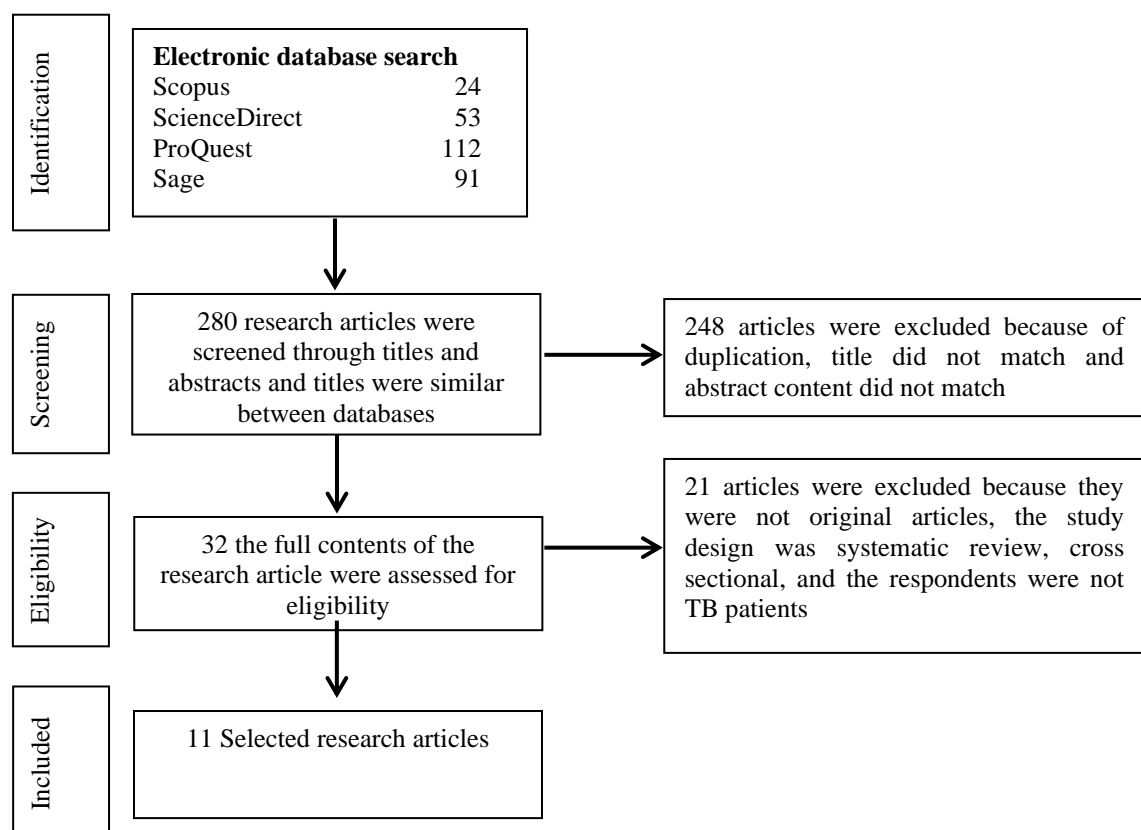 Identification
Electronic database search
Scopus 24
ScienceDirect 53
ProQuest 112
Sage 91
Screening
280 research articles were
screened through titles and
abstracts and titles were similar
between databases
248 articles were excluded because of
duplication, title did not match and
abstract content did not match
Eligibility
32 the full contents of the
research article were assessed for
eligibility
21 articles were excluded because they
were not original articles, the study
design was systematic review, cross
sectional, and the respondents were not
TB patients
Included
11 Selected research articles